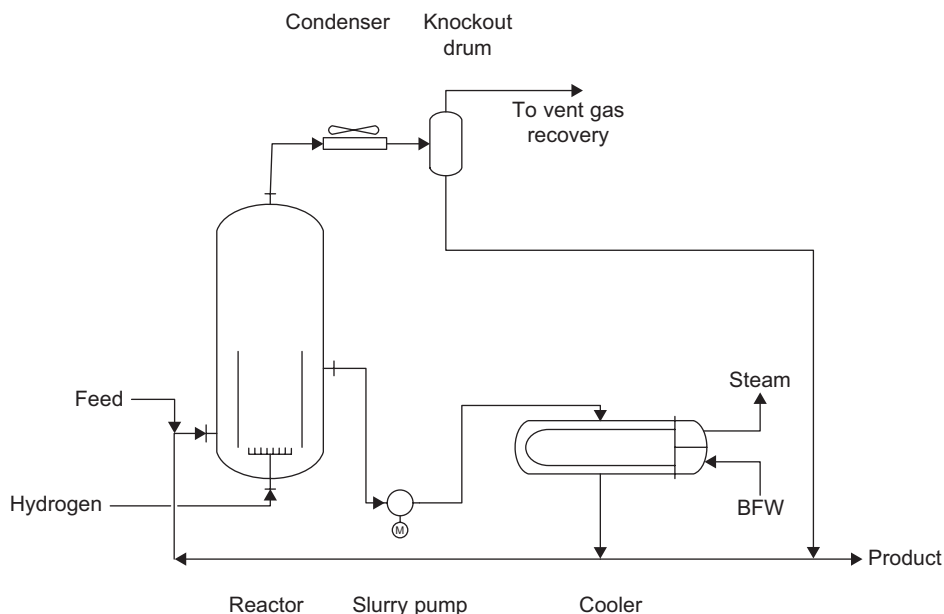 Condenser
Knockout
drum
To vent gas
recovery
Feed
Steam
Hydrogen
M
BFW
Product
Reactor
Slurry pump
Cooler